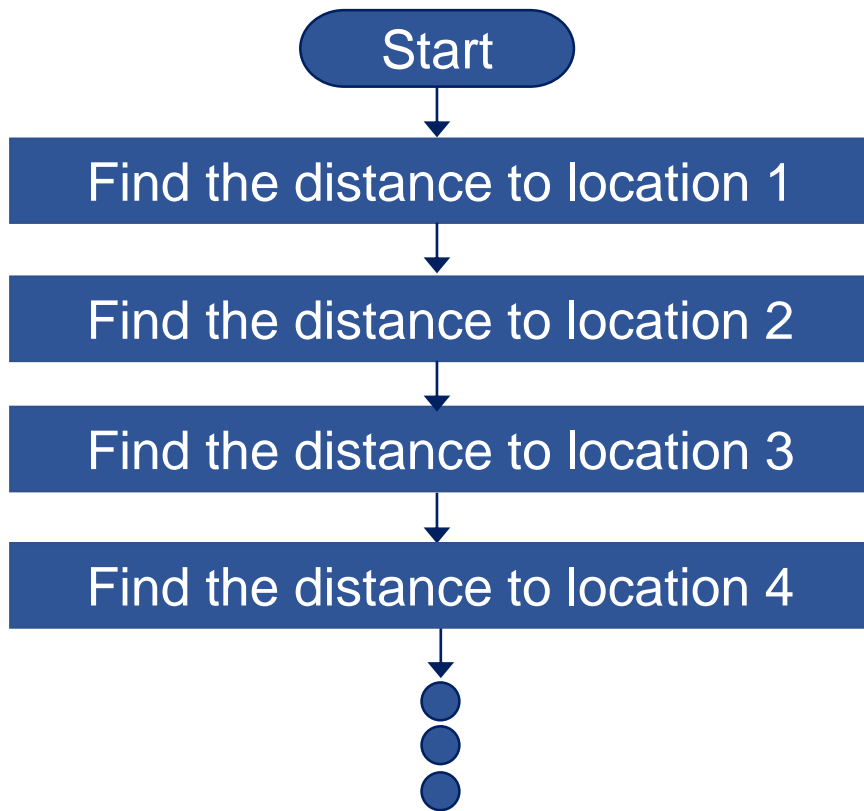 Start
Find the distance to location 1
Find the distance to location 2
Find the distance to location 3
Find the distance to location 4